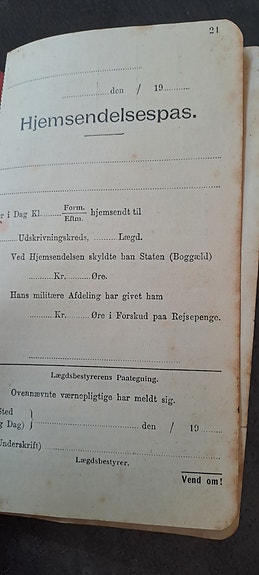 21
den / 19
Hjemsendelsespas.
r i Dag Kl. Form. Eftm. hjemsendt til
Udskrivningskreds, Lægd.
Ved Hjemsendelsen skyldte han Staten (Boggæld)
Kr. Øre.
Hans militære Afdeling har givet ham
Kr. Øre i Forskud paa Rejsepenge.
Lægdsbestyrerens Paategning.
Ovennævnte værnepligtige har meldt sig.
Sted
g Dag) } den / 19
Underskrift)
Lægdsbestyrer.
Vend om!